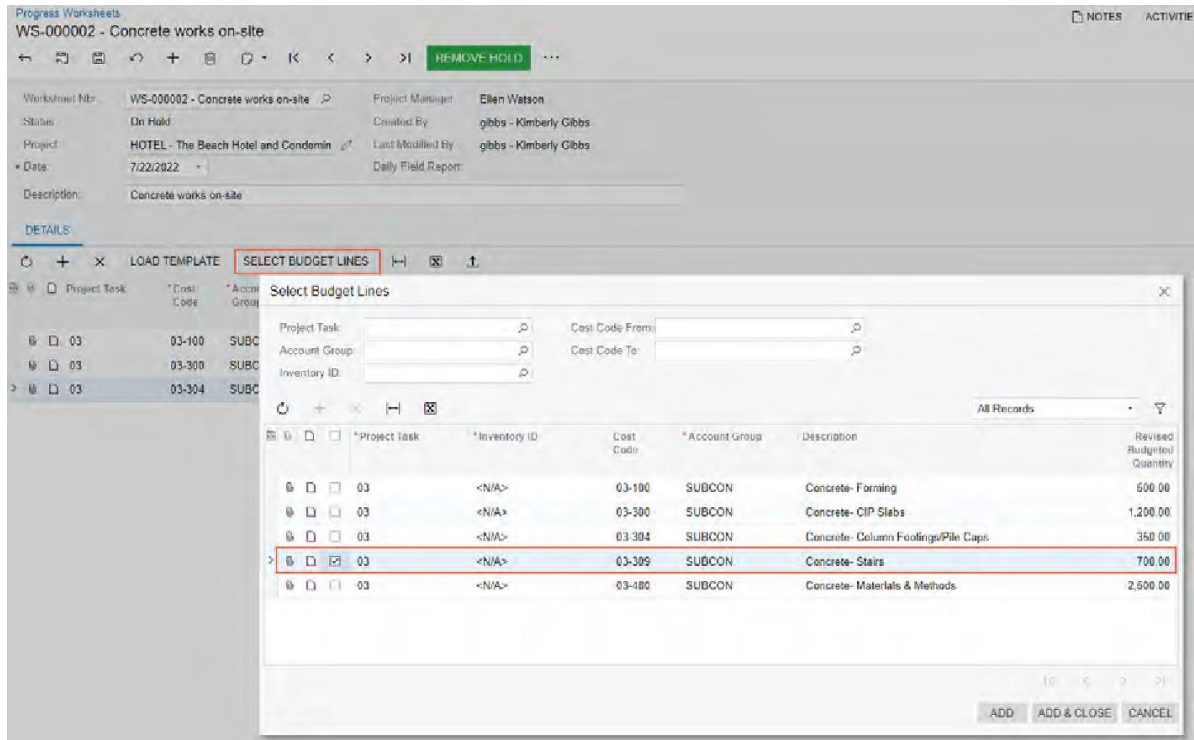 Progress Worksheets
NOTES ACTIVITIE
WS-000002 - Concrete works on-site
REMOVE HOLD
Worksheet Nbr. WS-000002 - Concrete works on-site Project Manager Ellen Watson
Status: On Hold Created By gibbs - Kimberly Gibbs
Project: HOTEL - The Beach Hotel and Condomin Last Modified By gibbs - Kimberly Gibbs
* Date: 7/22/2022 Daily Field Report:
Description: Concrete works on-site
DETAILS
LOAD TEMPLATE SELECT BUDGET LINES
Project Task *Cost Code *Accou Group
03 03-100 SUBC
03 03-300 SUBC
03 03-304 SUBC
Select Budget Lines
Project Task: Cost Code From:
Account Group: Cost Code To:
Inventory ID:
All Records
*Project Task *Inventory ID Cost Code *Account Group Description Revised Budgeted Quantity
03 <N/A> 03-100 SUBCON Concrete- Forming 600.00
03 <N/A> 03-300 SUBCON Concrete- CIP Slabs 1,200.00
03 <N/A> 03-304 SUBCON Concrete- Column Footings/Pile Caps 350.00
03 <N/A> 03-309 SUBCON Concrete- Stairs 700.00
03 <N/A> 03-480 SUBCON Concrete- Materials & Methods 2,500.00
ADD ADD & CLOSE CANCEL